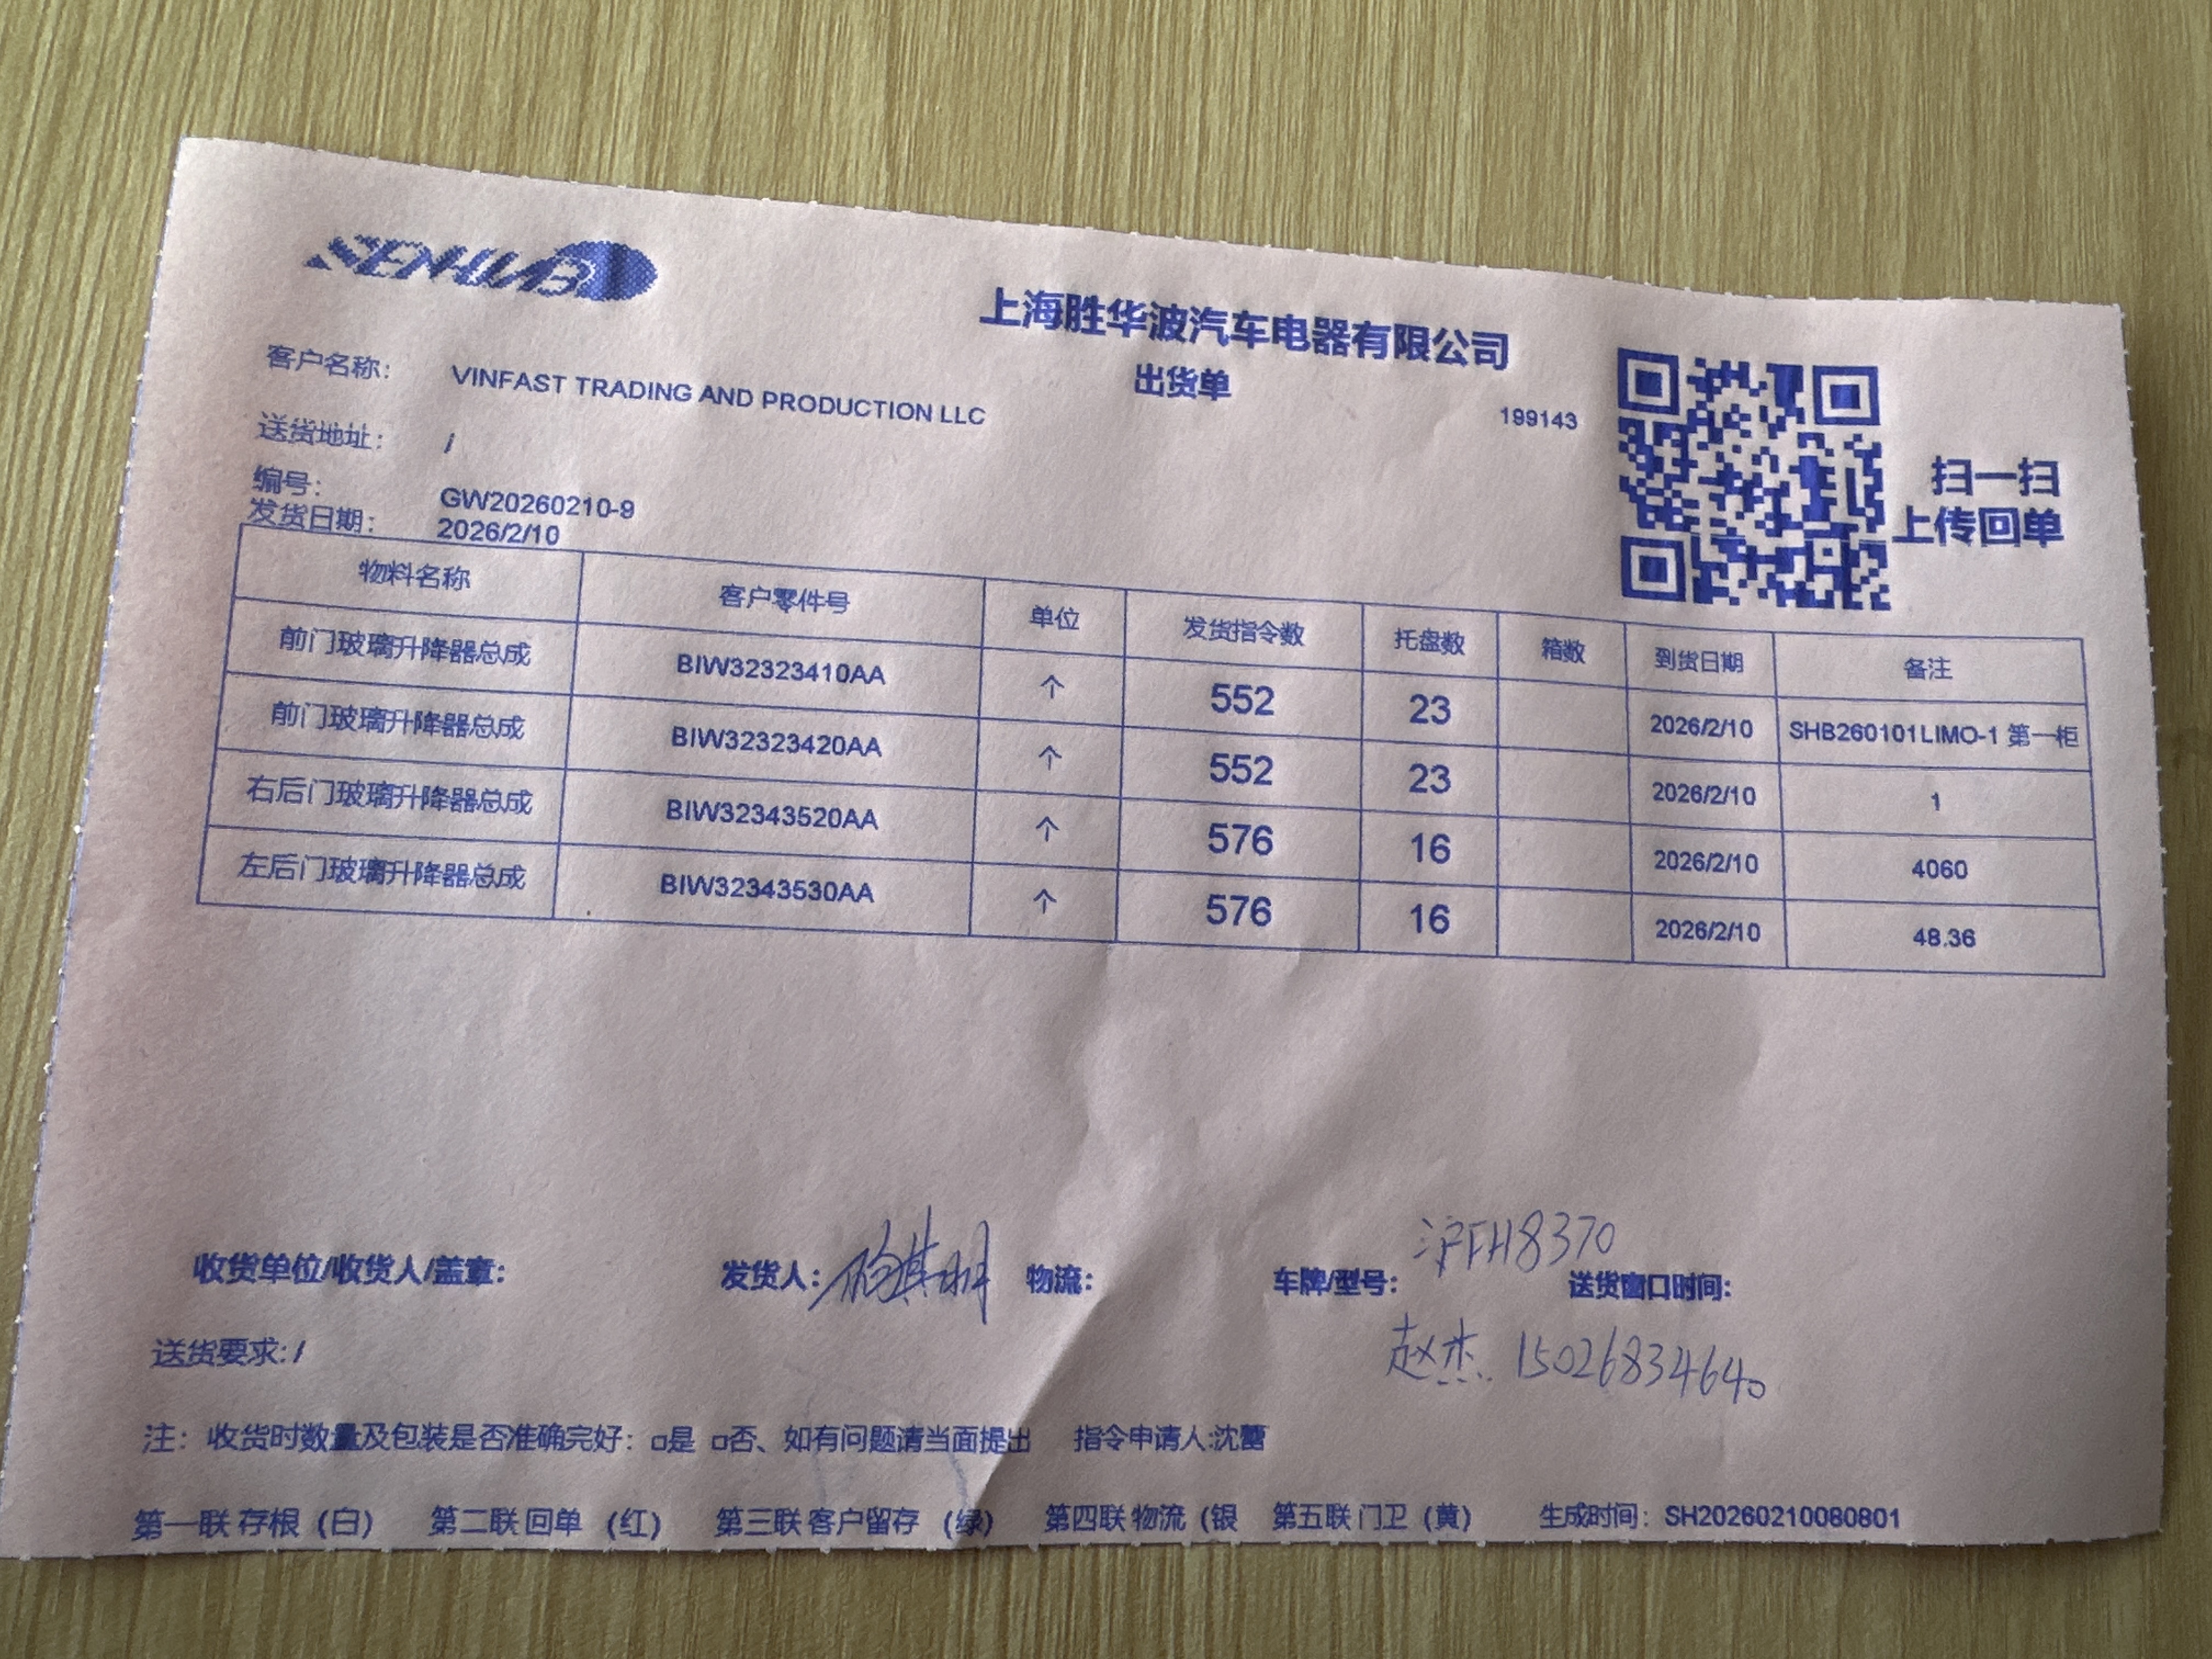 SENHWB
上海胜华波汽车电器有限公司
出货单
199143
扫一扫
上传回单
客户名称： VINFAST TRADING AND PRODUCTION LLC
送货地址： /
编号： GW20260210-9
发货日期： 2026/2/10
物料名称 客户零件号 单位 发货指令数 托盘数 箱数 到货日期 备注
前门玻璃升降器总成 BIW32323410AA 个 552 23 2026/2/10 SHB260101LIMO-1 第一柜
前门玻璃升降器总成 BIW32323420AA 个 552 23 2026/2/10 1
右后门玻璃升降器总成 BIW32343520AA 个 576 16 2026/2/10 4060
左后门玻璃升降器总成 BIW32343530AA 个 576 16 2026/2/10 48.36
收货单位/收货人/盖章： 发货人： 物流： 车牌/型号： 沪FH8370 送货窗口时间：
赵杰 15026834640
送货要求: /
注：收货时数量及包装是否准确完好：□是 □否、如有问题请当面提出 指令申请人:沈蕾
第一联 存根（白） 第二联 回单（红） 第三联 客户留存（绿） 第四联 物流（银 第五联 门卫（黄） 生成时间：SH20260210080801